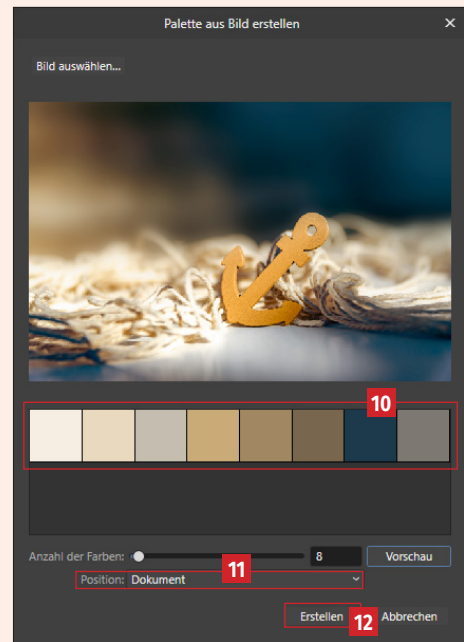 Palette aus Bild erstellen
Bild auswählen...
10
Anzahl der Farben: 8 Vorschau
11
Position: Dokument
Erstellen 12 Abbrechen